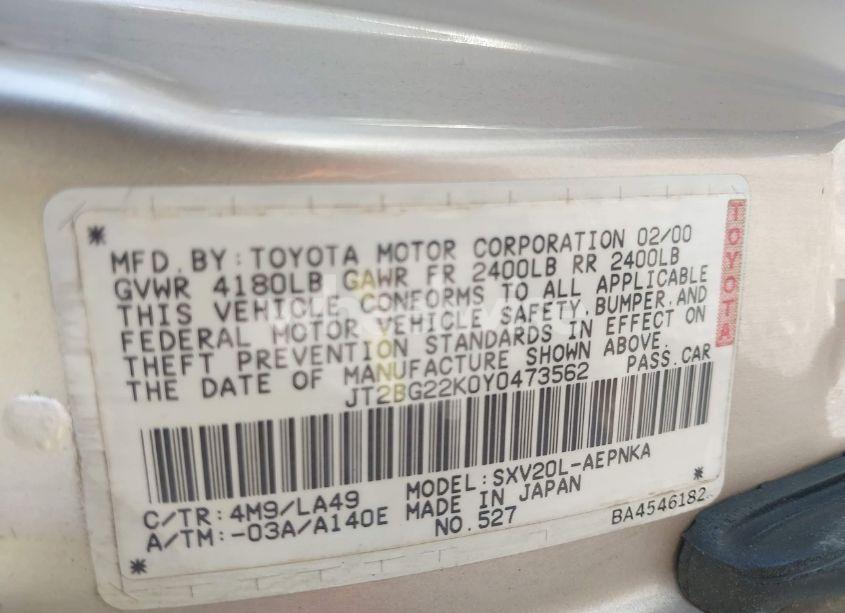 MFD. BY: TOYOTA MOTOR CORPORATION 02/00
GVWR 4180LB GAWR FR 2400LB RR 2400LB
THIS VEHICLE CONFORMS TO ALL APPLICABLE
FEDERAL MOTOR VEHICLE SAFETY, BUMPER, AND
THEFT PREVENTION STANDARDS IN EFFECT ON
THE DATE OF MANUFACTURE SHOWN ABOVE.
JT2BG22K0Y0473562 PASS. CAR
C/TR: 4M9/LA49 MODEL: SXV20L-AEPNKA
A/TM: -03A/A140E MADE IN JAPAN
NO. 527 BA4546182
TOYOTA